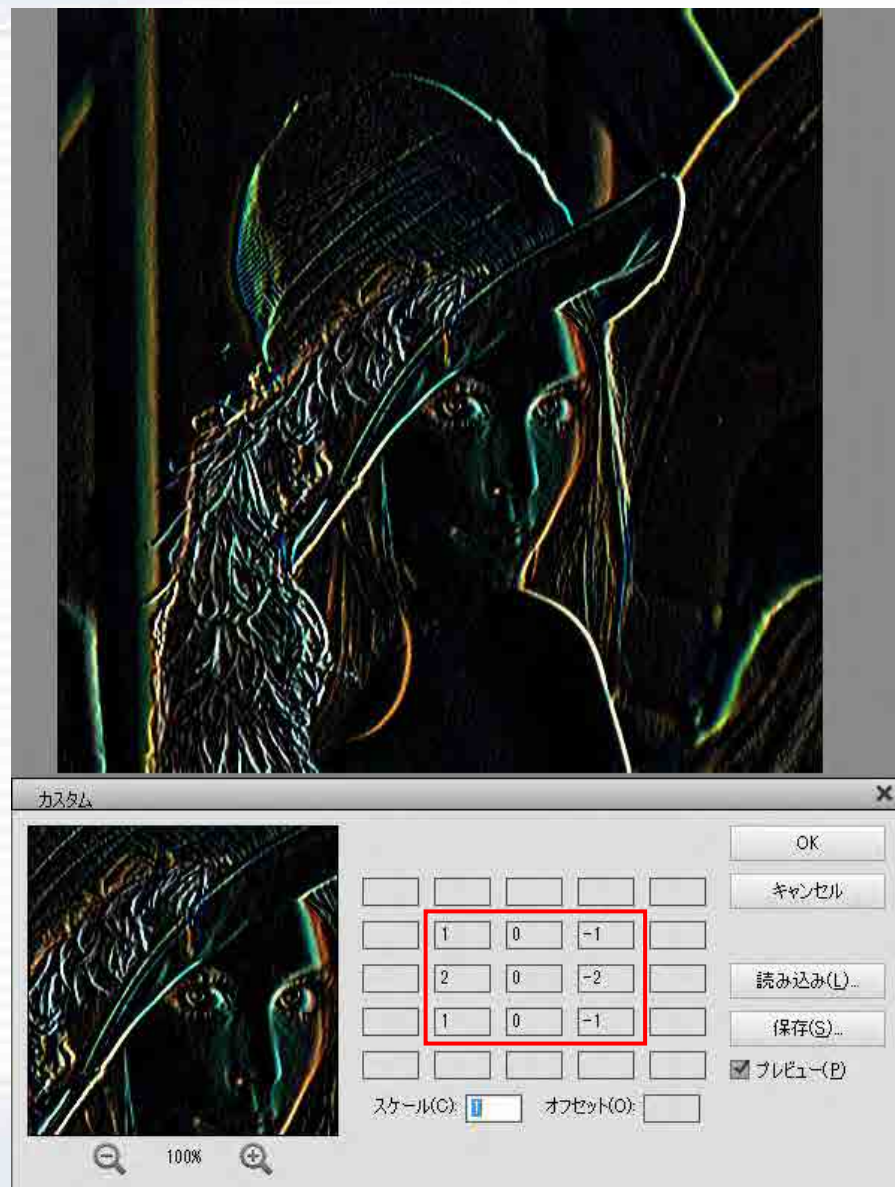 カスタム
OK
キャンセル
1 0 -1
2 0 -2
読み込み(L)...
1 0 -1
保存(S)...
プレビュー(P)
スケール(C): 1 オフセット(O):
100%